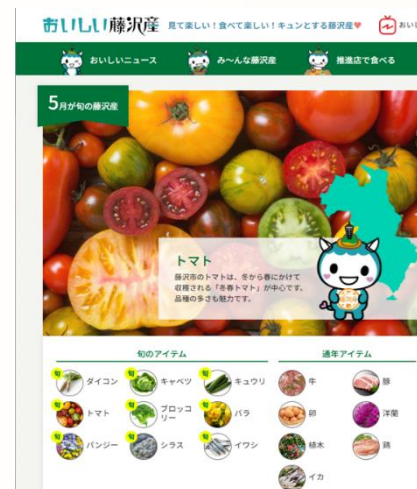 おいしい藤沢産
見て楽しい！食べて楽しい！キュンとする藤沢産
おいし
おいしいニュース
み〜んな藤沢産
推進店で食べる
5月が旬の藤沢産
トマト
藤沢市のトマトは、冬から春にかけて
収穫される「冬春トマト」が中心です。
品種の多さも魅力です。
旬のアイテム
通年アイテム
旬 ダイコン
旬 キャベツ
旬 キュウリ
牛
豚
旬 トマト
旬 ブロッコ
リー
旬 バラ
卵
洋蘭
旬 パンジー
旬 シラス
旬 イワシ
植木
鶏
イカ